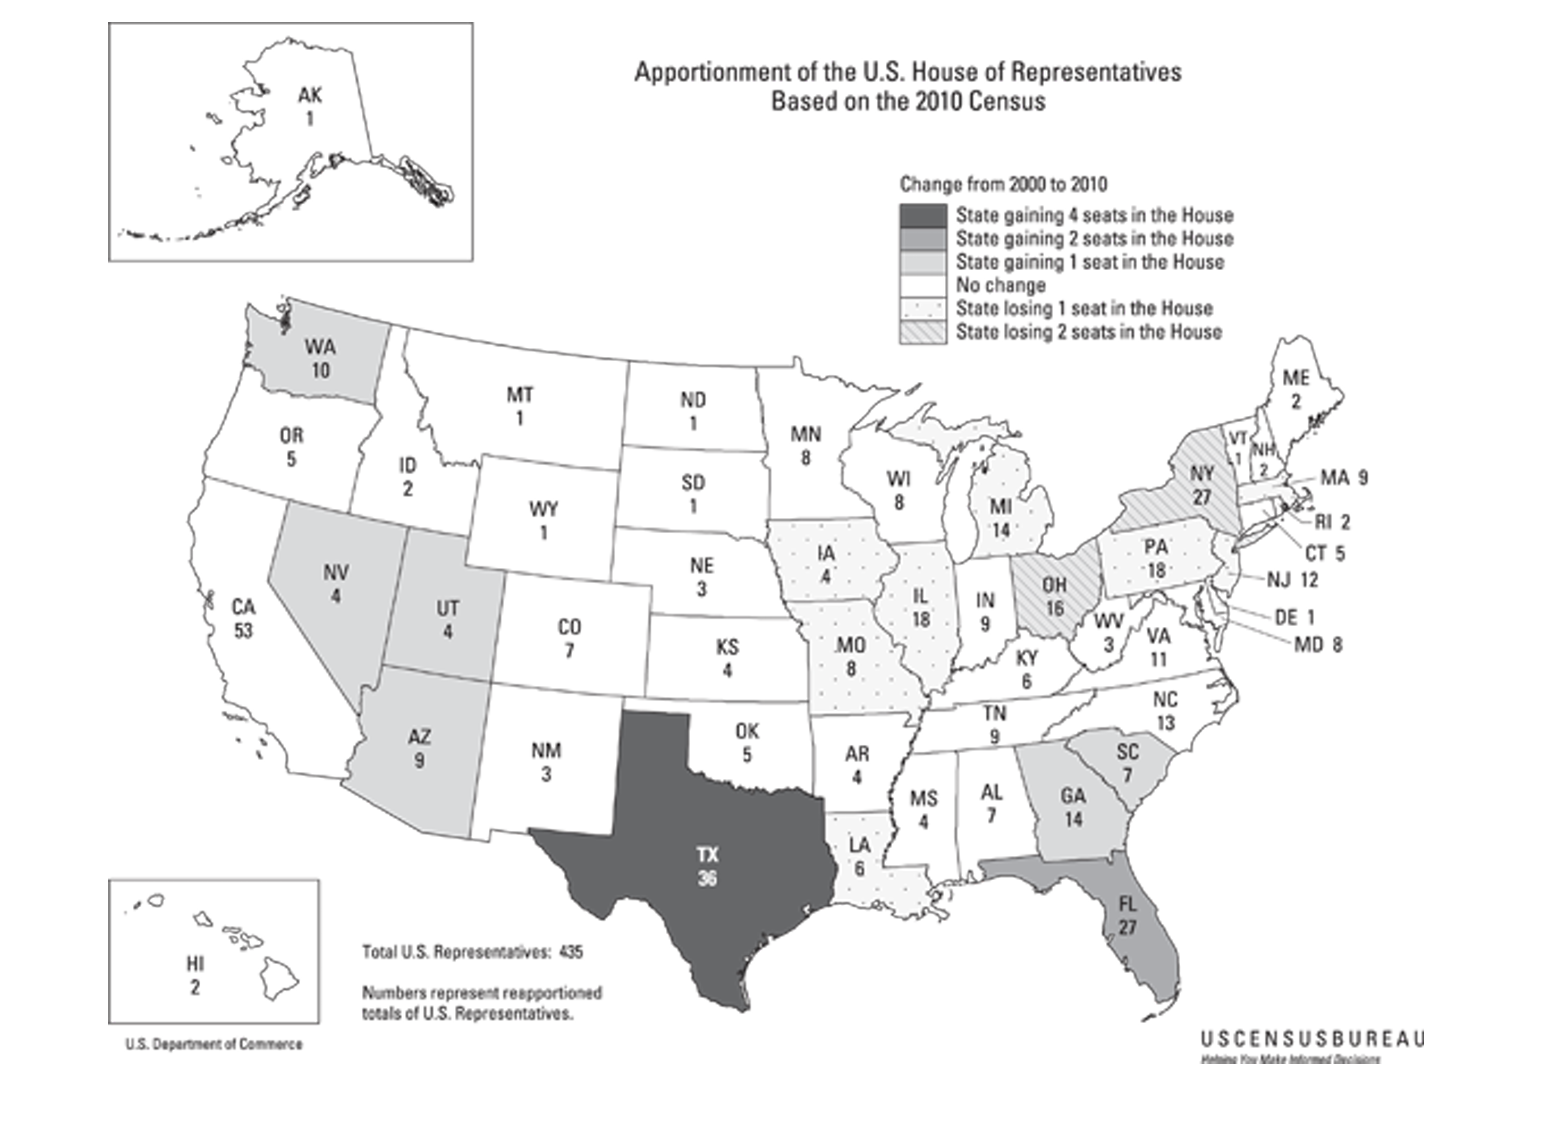 Apportionment of the U.S. House of Representatives
Based on the 2010 Census
AK
1
Change from 2000 to 2010
State gaining 4 seats in the House
State gaining 2 seats in the House
State gaining 1 seat in the House
No change
State losing 1 seat in the House
State losing 2 seats in the House
WA
10
OR
5
ID
2
MT
1
ND
1
MN
8
SD
1
WY
1
WI
8
MI
14
NY
27
VT
1
NH
2
ME
2
MA 9
RI 2
CT 5
NJ 12
DE 1
MD 8
PA
18
CA
53
NV
4
UT
4
CO
7
NE
3
IA
4
IL
18
IN
9
OH
16
WV
3
VA
11
KS
4
MO
8
KY
6
NC
13
TN
9
SC
7
AZ
9
NM
3
OK
5
AR
4
MS
4
AL
7
GA
14
TX
36
LA
6
FL
27
HI
2
Total U.S. Representatives: 435
Numbers represent reapportioned
totals of U.S. Representatives.
U.S. Department of Commerce
USCENSUSBUREAU
Helping You Make Informed Decisions